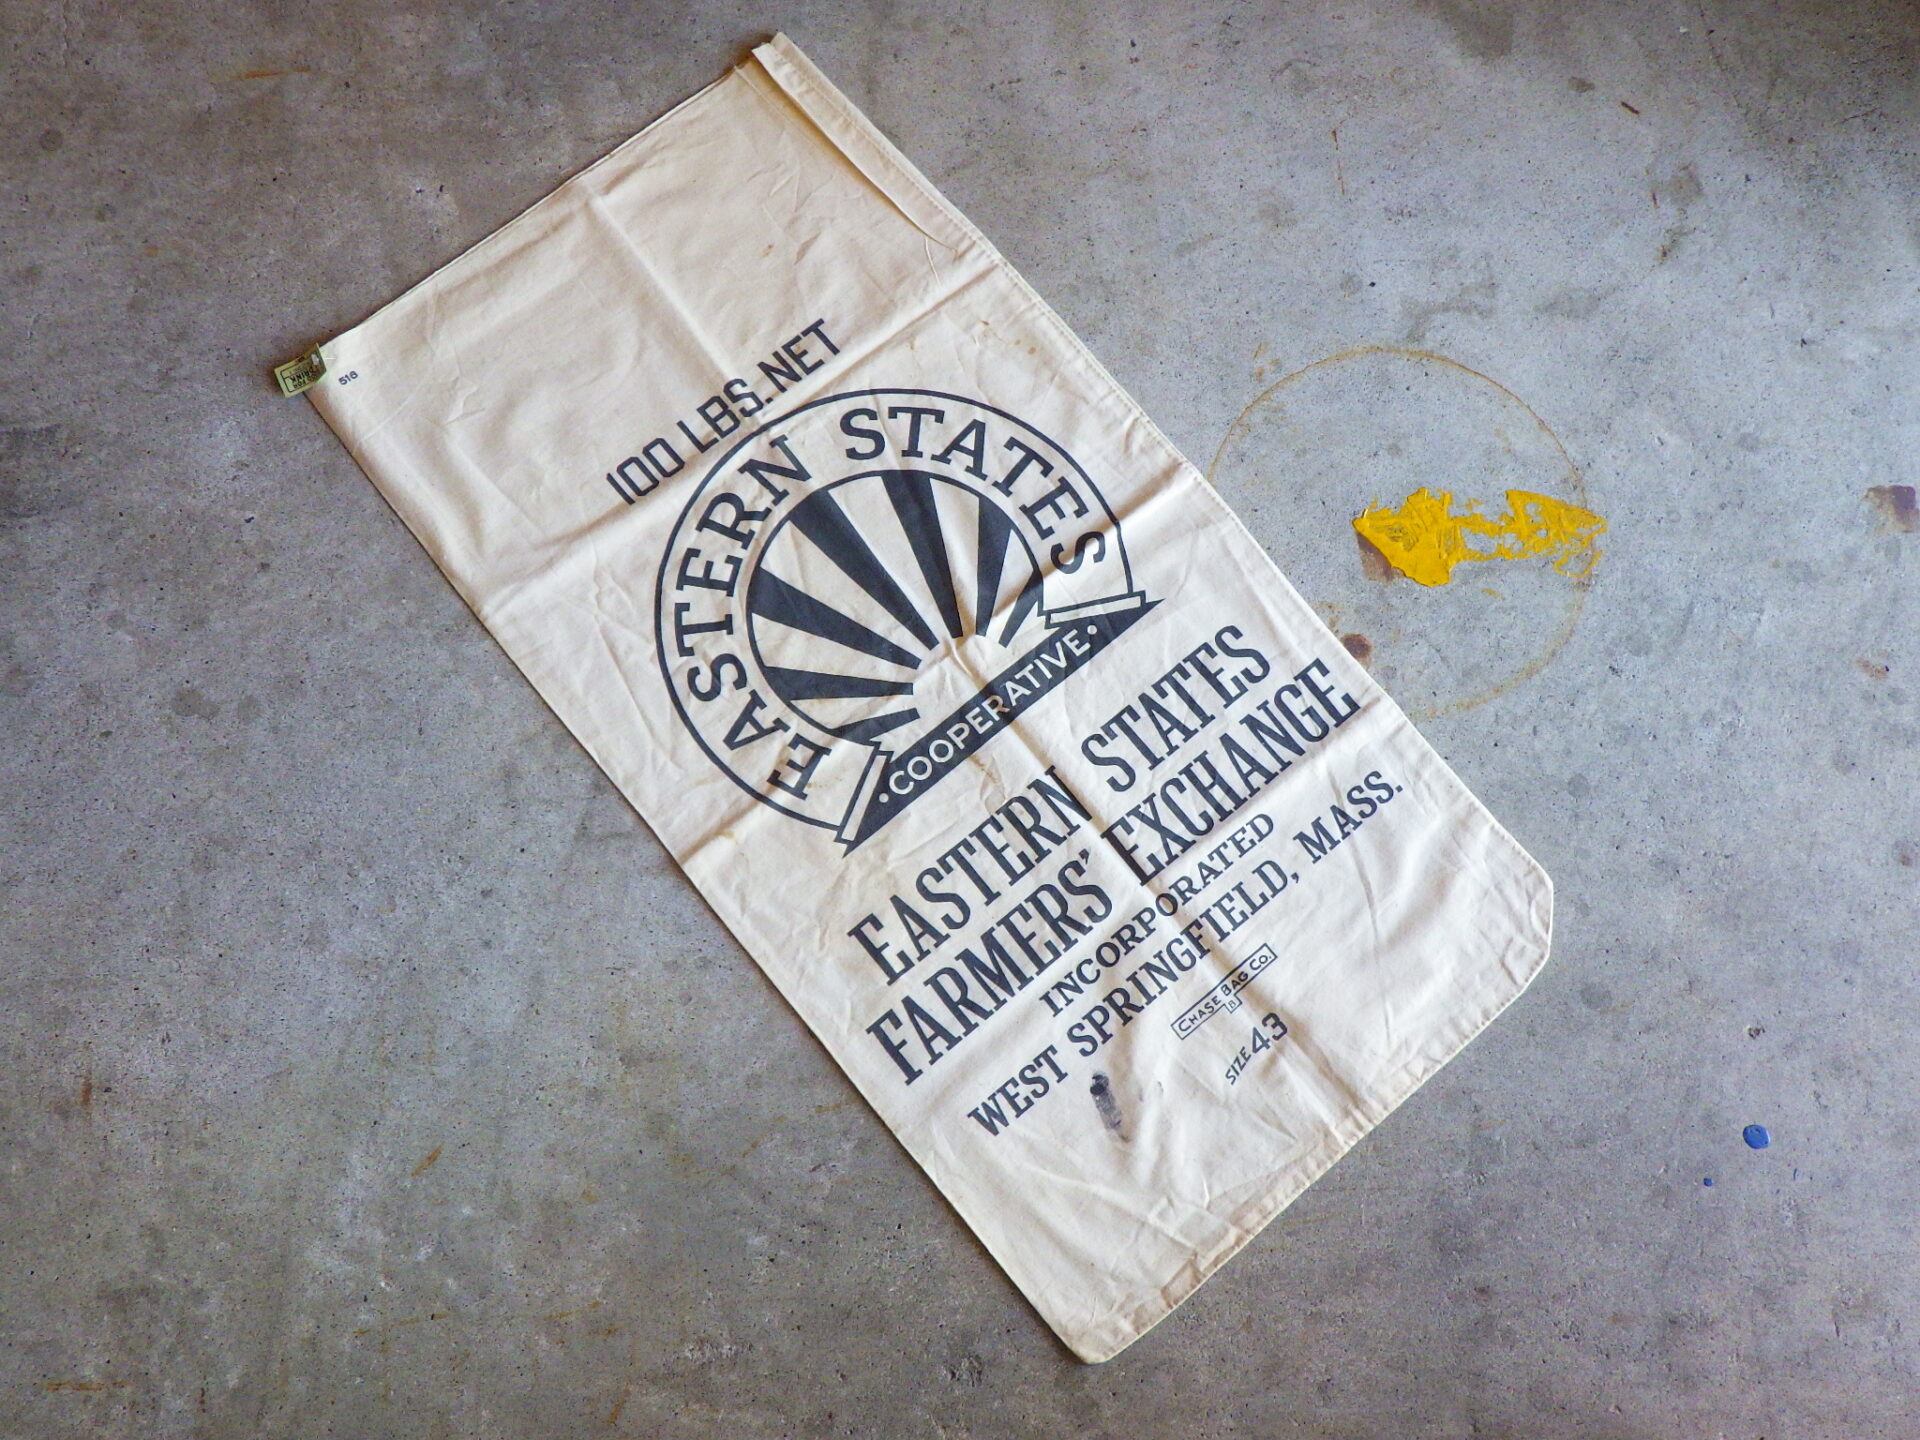 516
100 LBS. NET
EASTERN STATES
• COOPERATIVE •
EASTERN STATES
FARMERS' EXCHANGE
INCORPORATED
WEST SPRINGFIELD, MASS.
CHASE BAG CO.
B
SIZE 43